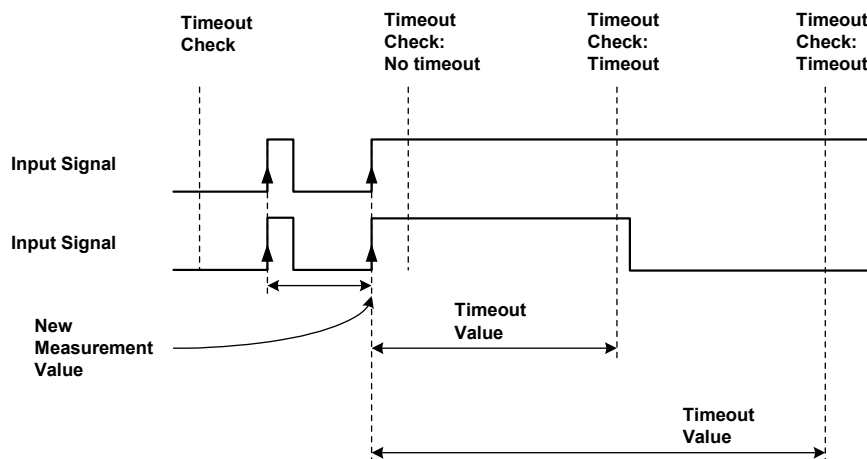 Timeout
Check
Timeout
Check:
No timeout
Timeout
Check:
Timeout
Timeout
Check:
Timeout
Input Signal
Input Signal
New
Measurement
Value
Timeout
Value
Timeout
Value